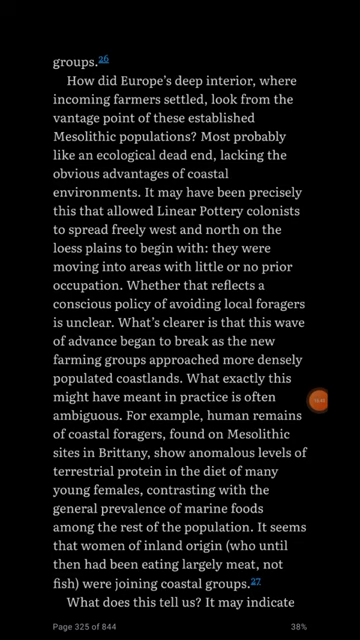 groups.26
How did Europe's deep interior, where
incoming farmers settled, look from the
vantage point of these established
Mesolithic populations? Most probably
like an ecological dead end, lacking the
obvious advantages of coastal
environments. It may have been precisely
this that allowed Linear Pottery colonists
to spread freely west and north on the
loess plains to begin with: they were
moving into areas with little or no prior
occupation. Whether that reflects a
conscious policy of avoiding local foragers
is unclear. What's clearer is that this wave
of advance began to break as the new
farming groups approached more densely
populated coastlands. What exactly this
might have meant in practice is often
ambiguous. For example, human remains
of coastal foragers, found on Mesolithic
sites in Brittany, show anomalous levels of
terrestrial protein in the diet of many
young females, contrasting with the
general prevalence of marine foods
among the rest of the population. It seems
that women of inland origin (who until
then had been eating largely meat, not
fish) were joining coastal groups.27
What does this tell us? It may indicate
Page 325 of 844
38%